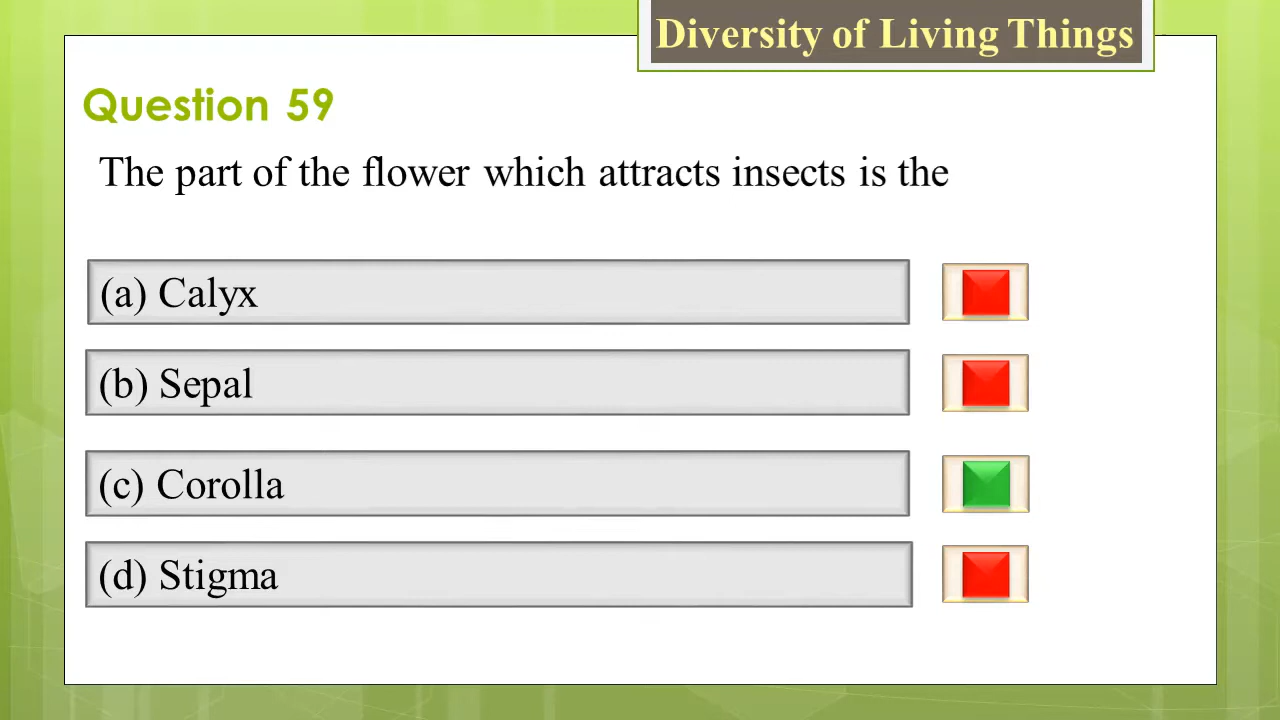 Diversity of Living Things
Question 59
The part of the flower which attracts insects is the
(a) Calyx
(b) Sepal
(c) Corolla
(d) Stigma